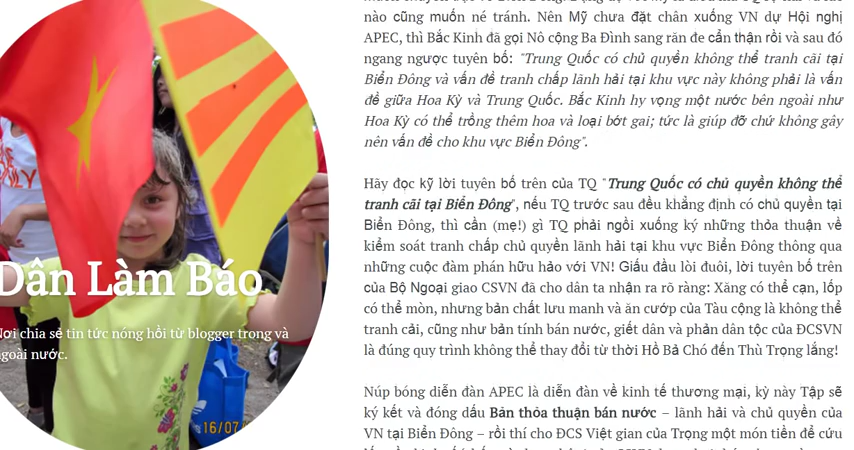 Dân Làm Báo
Nơi chia sẻ tin tức nóng hổi từ blogger trong và
ngoài nước.
16/07
nào cũng muốn né tránh. Nên Mỹ chưa đặt chân xuống VN dự Hội nghị
APEC, thì Bắc Kinh đã gọi Nô cộng Ba Đình sang răn đe cẩn thận rồi và sau đó
ngang ngược tuyên bố: "Trung Quốc có chủ quyền không thể tranh cãi tại
Biển Đông và vấn đề tranh chấp lãnh hải tại khu vực này không phải là vấn
đề giữa Hoa Kỳ và Trung Quốc. Bắc Kinh hy vọng một nước bên ngoài như
Hoa Kỳ có thể trồng thêm hoa và loại bớt gai; tức là giúp đỡ chứ không gây
nên vấn đề cho khu vực Biển Đông".
Hãy đọc kỹ lời tuyên bố trên của TQ "Trung Quốc có chủ quyền không thể
tranh cãi tại Biển Đông", nếu TQ trước sau đều khẳng định có chủ quyền tại
Biển Đông, thì cần (mẹ!) gì TQ phải ngồi xuống ký những thỏa thuận về
kiểm soát tranh chấp chủ quyền lãnh hải tại khu vực Biển Đông thông qua
những cuộc đàm phán hữu hảo với VN! Giấu đầu lòi đuôi, lời tuyên bố trên
của Bộ Ngoại giao CSVN đã cho dân ta nhận ra rõ ràng: Xăng có thể cạn, lốp
có thể mòn, nhưng bản chất lưu manh và ăn cướp của Tàu cộng là không thể
tranh cải, cũng như bản tính bán nước, giết dân và phản dân tộc của ĐCSVN
là đúng quy trình không thể thay đổi từ thời Hồ Bả Chó đến Thù Trọng lắng!
Núp bóng diễn đàn APEC là diễn đàn về kinh tế thương mại, kỳ này Tập sẽ
ký kết và đóng dấu Bản thỏa thuận bán nước – lãnh hải và chủ quyền của
VN tại Biển Đông – rồi thí cho ĐCS Việt gian của Trọng một món tiền để cứu